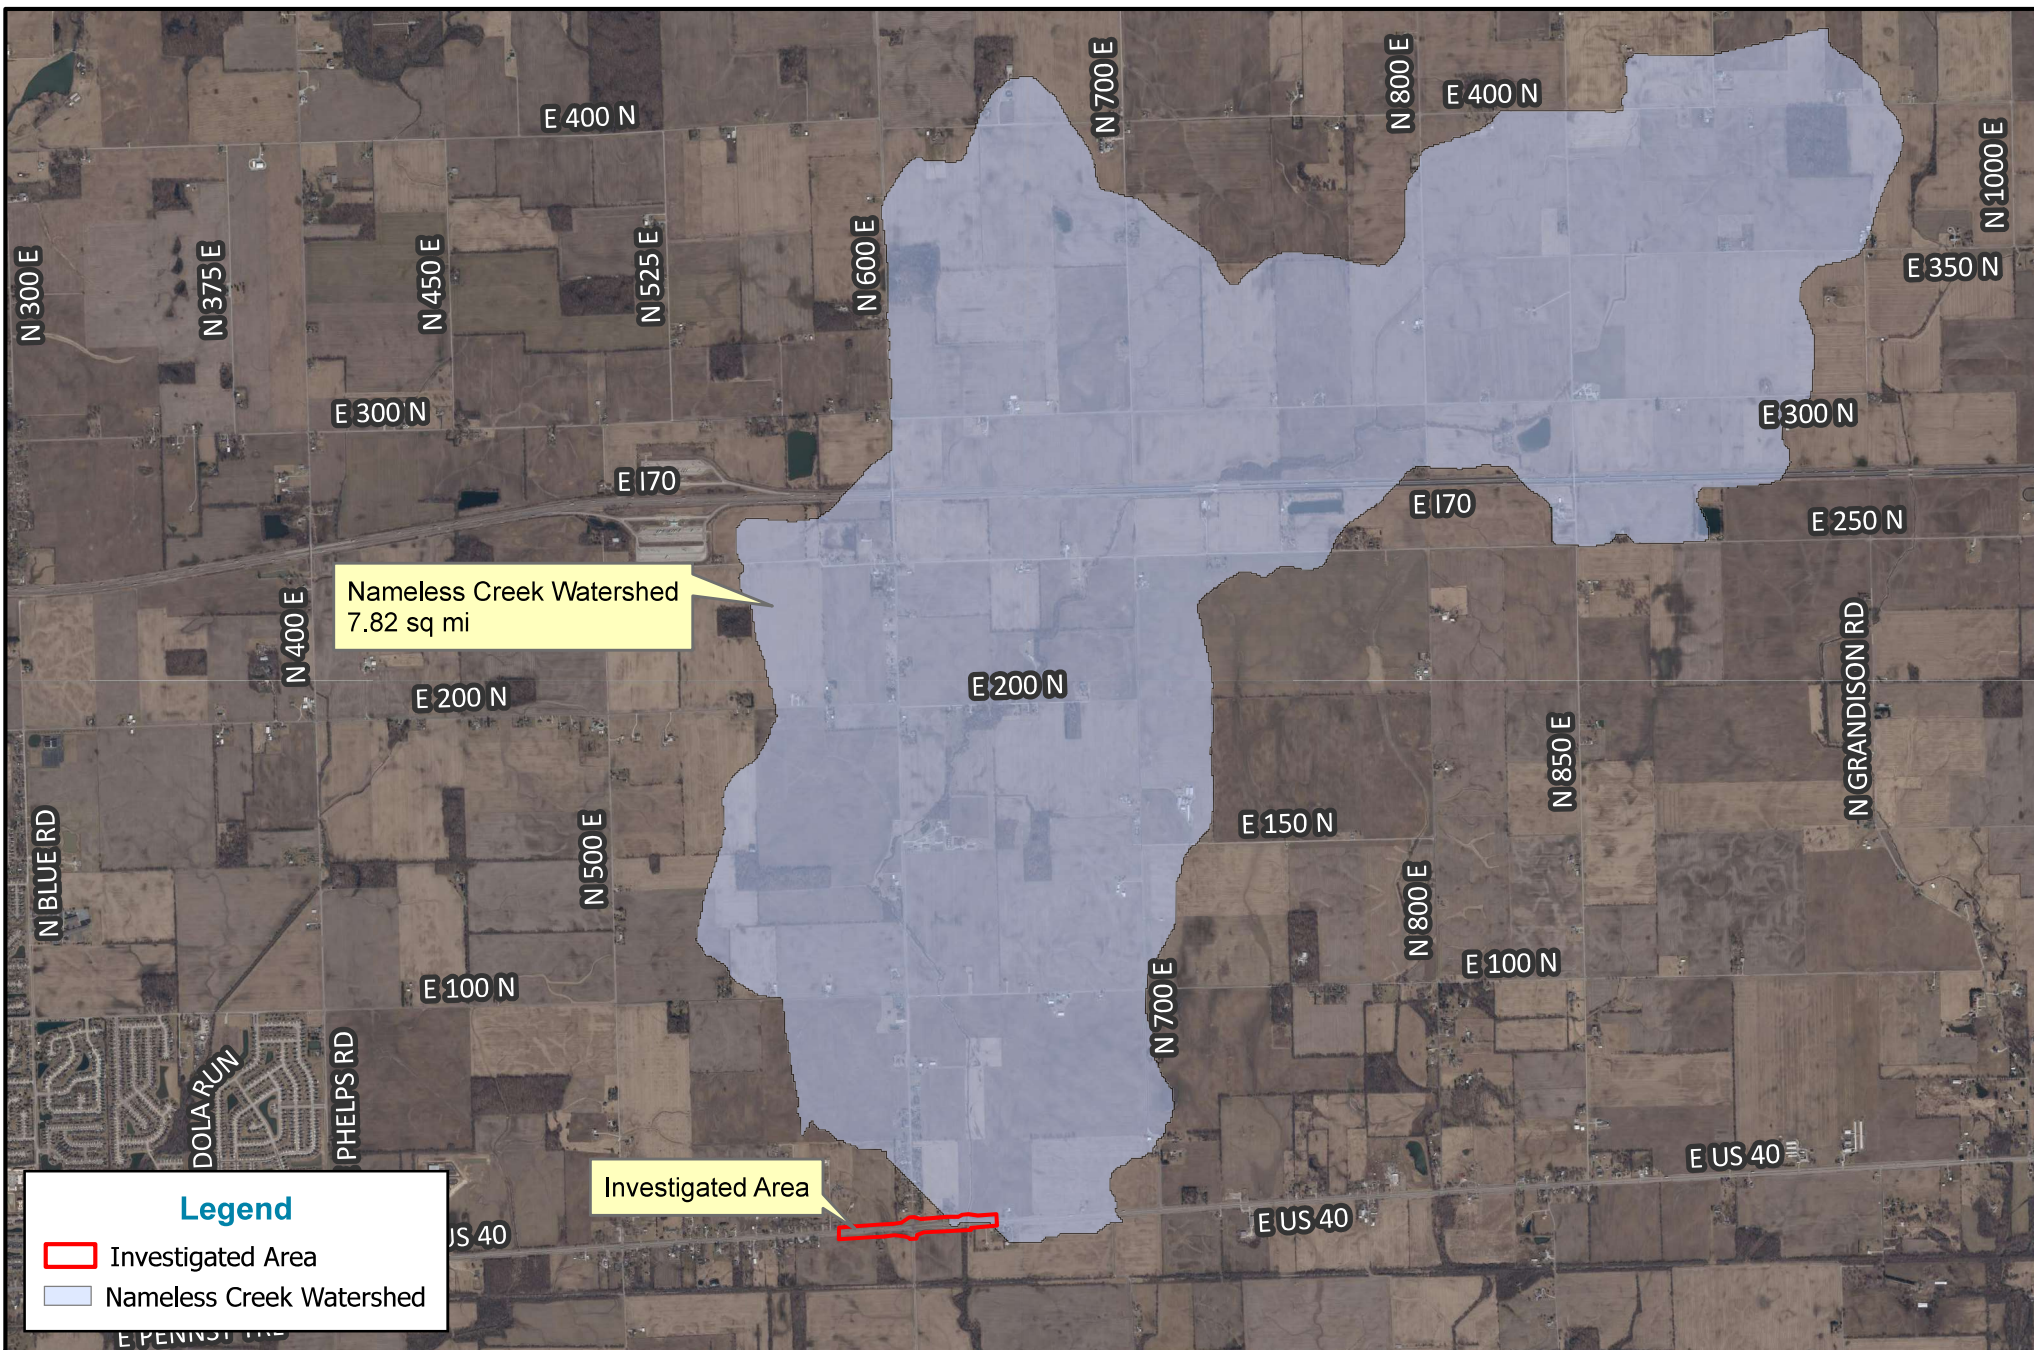 E 400 N
N 700 E
N 800 E
E 400 N
N 1000 E
N 300 E
N 375 E
N 450 E
N 525 E
N 600 E
E 350 N
E 300 N
E 300 N
E I70
E I70
E 250 N
Nameless Creek Watershed
7.82 sq mi
N 400 E
E 200 N
E 200 N
N 850 E
N GRANDISON RD
N BLUE RD
N 500 E
E 150 N
N 800 E
E 100 N
E 100 N
N 700 E
DOLA RUN
PHELPS RD
E US 40
Investigated Area
US 40
E US 40
Legend
Investigated Area
Nameless Creek Watershed